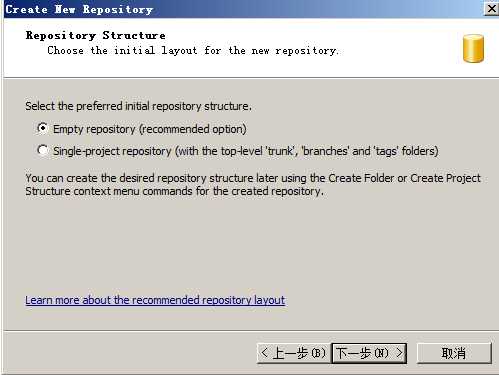 Create New Repository
Repository Structure
Choose the initial layout for the new repository.
Select the preferred initial repository structure.
Empty repository (recommended option)
Single-project repository (with the top-level 'trunk', 'branches' and 'tags' folders)
You can create the desired repository structure later using the Create Folder or Create Project
Structure context menu commands for the created repository.
Learn more about the recommended repository layout
< 上一步(B) 下一步(N) > 取消